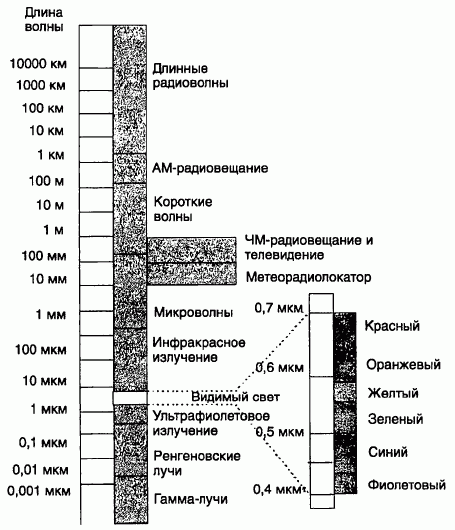 Длина
волны
10000 км
1000 км
100 км
10 км
1 км
100 м
10 м
1 м
100 мм
10 мм
1 мм
100 мкм
10 мкм
1 мкм
0,1 мкм
0,01 мкм
0,001 мкм
Длинные
радиоволны
АМ-радиовещание
Короткие
волны
ЧМ-радиовещание и
телевидение
Метеорадиолокатор
Микроволны
Инфракрасное
излучение
Видимый свет
Ультрафиолетовое
излучение
Ренгеновские
лучи
Гамма-лучи
0,7 мкм
0,6 мкм
0,5 мкм
0,4 мкм
Красный
Оранжевый
Желтый
Зеленый
Синий
Фиолетовый